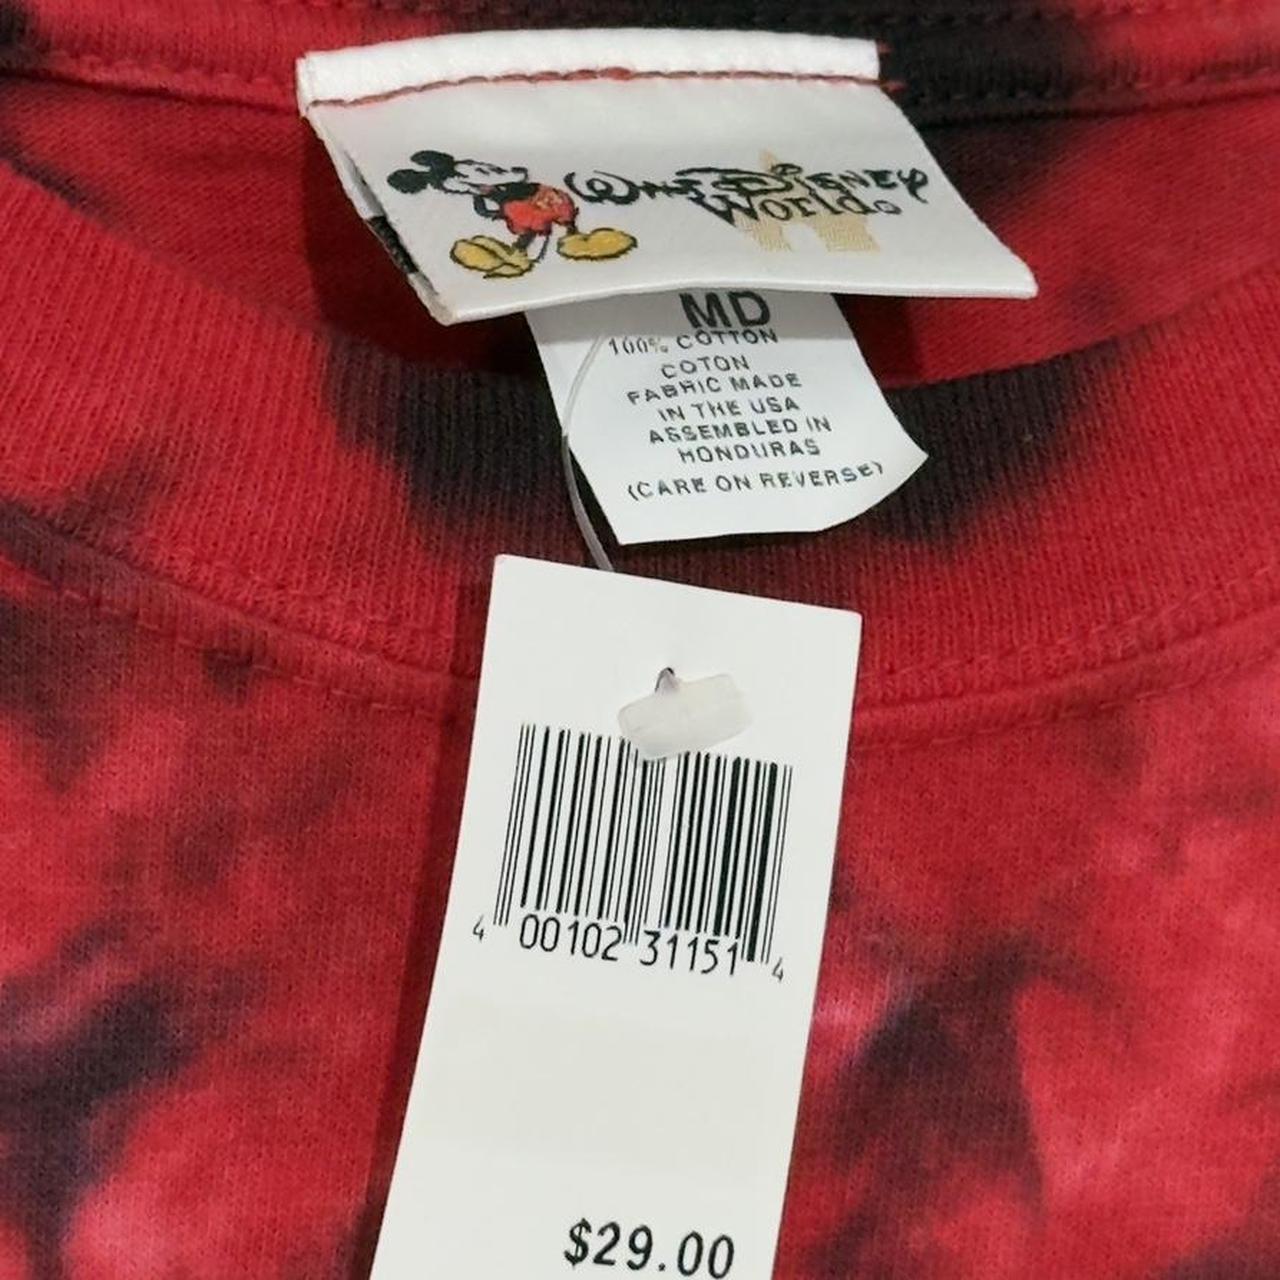 Walt Disney
World®
MD
100% COTTON
COTON
FABRIC MADE
IN THE USA
ASSEMBLED IN
HONDURAS
(CARE ON REVERSE)
4 00102 31151 4
$29.00